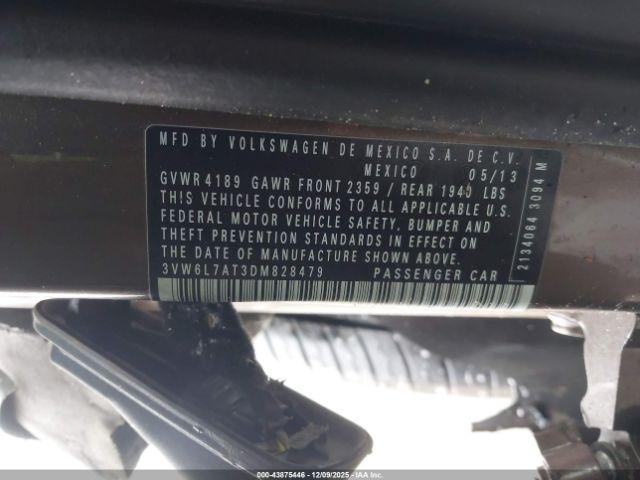 MFD BY VOLKSWAGEN DE MEXICO S.A. DE C.V.
MEXICO 05/13
GVWR 4189 GAWR FRONT 2359 / REAR 1940 LBS
THIS VEHICLE CONFORMS TO ALL APPLICABLE U.S.
FEDERAL MOTOR VEHICLE SAFETY, BUMPER AND
THEFT PREVENTION STANDARDS IN EFFECT ON
THE DATE OF MANUFACTURE SHOWN ABOVE.
3VW6L7AT3DM828479 PASSENGER CAR
2134064 3094 M
000-43875446 - 12/09/2025 - IAA Inc.